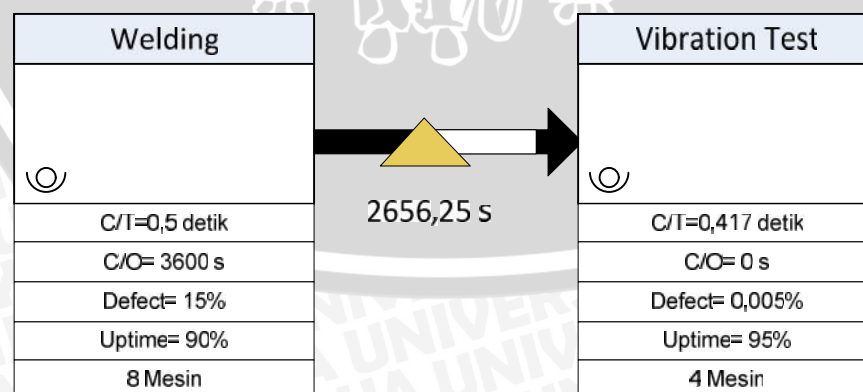 Welding
C/T=0,5 detik
C/O= 3600 s
Defect= 15%
Uptime= 90%
8 Mesin
2656,25 s
Vibration Test
C/T=0,417 detik
C/O= 0 s
Defect= 0,005%
Uptime= 95%
4 Mesin